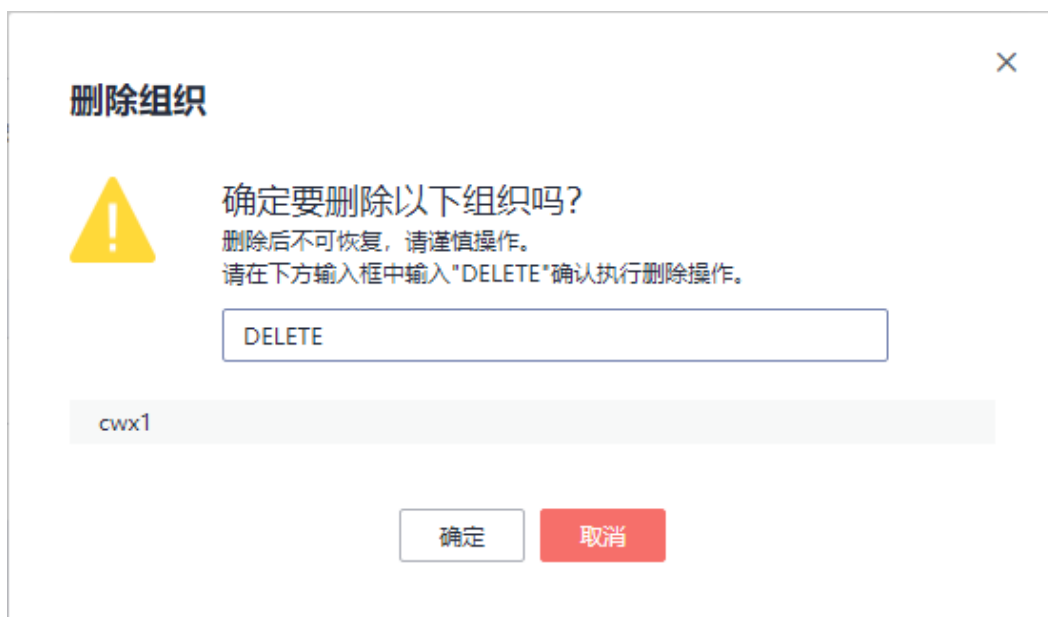 删除组织
确定要删除以下组织吗?
删除后不可恢复，请谨慎操作。
请在下方输入框中输入"DELETE"确认执行删除操作。
DELETE
cwx1
确定
取消